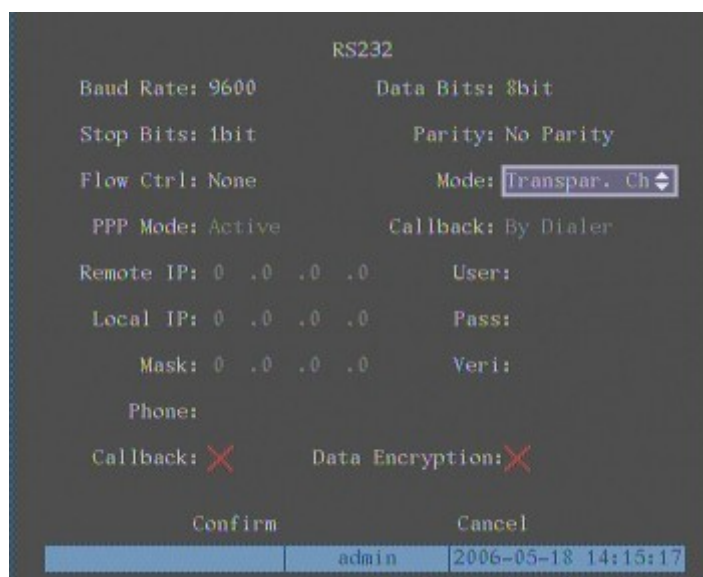 RS232
Baud Rate: 9600 Data Bits: 8bit
Stop Bits: 1bit Parity: No Parity
Flow Ctrl: None Mode: Transpar. Ch
PPP Mode: Active Callback: By Dialer
Remote IP: 0 .0 .0 .0 User:
Local IP: 0 .0 .0 .0 Pass:
Mask: 0 .0 .0 .0 Veri:
Phone:
Callback: Data Encryption:
Confirm Cancel
admin 2006-05-18 14:15:17